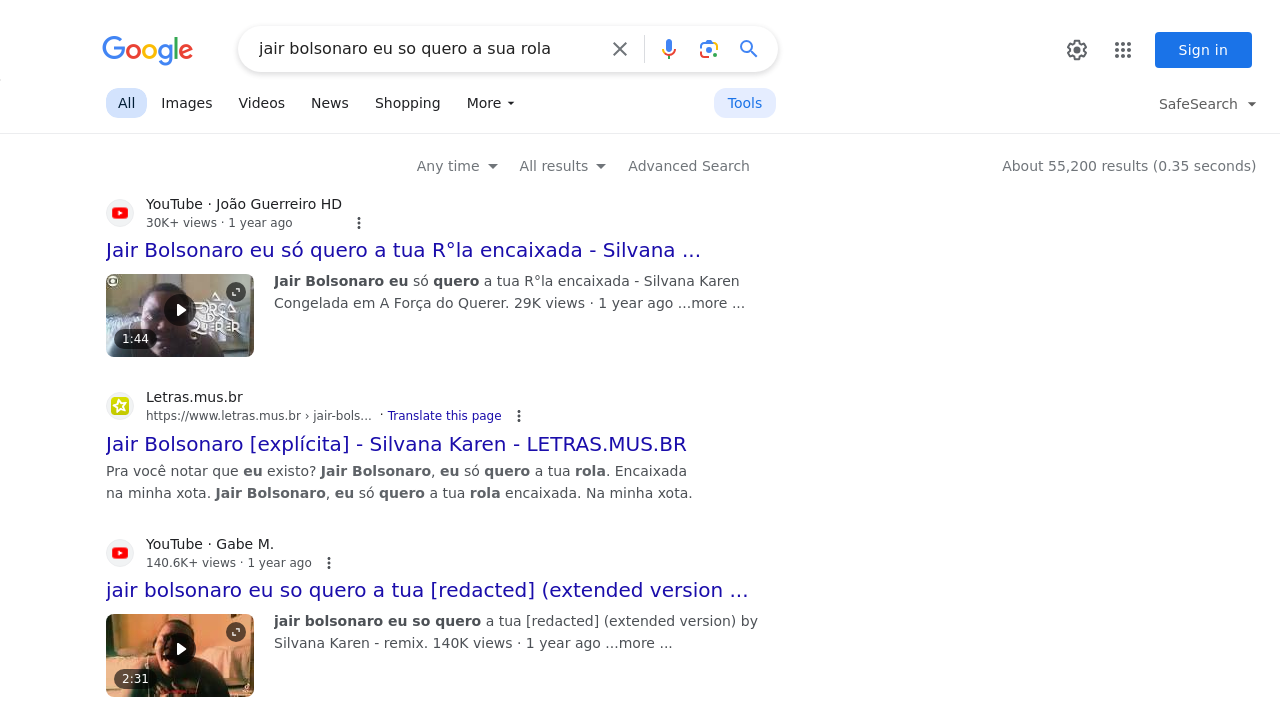 Google
jair bolsonaro eu so quero a sua rola
Sign in
All Images Videos News Shopping More Tools SafeSearch
Any time All results Advanced Search About 55,200 results (0.35 seconds)
YouTube · João Guerreiro HD
30K+ views · 1 year ago
Jair Bolsonaro eu só quero a tua R°la encaixada - Silvana ...
Jair Bolsonaro eu só quero a tua R°la encaixada - Silvana Karen
Congelada em A Força do Querer. 29K views · 1 year ago ...more ...
A FORÇA DO QUERER
1:44
Letras.mus.br
https://www.letras.mus.br › jair-bols... · Translate this page
Jair Bolsonaro [explícita] - Silvana Karen - LETRAS.MUS.BR
Pra você notar que eu existo? Jair Bolsonaro, eu só quero a tua rola. Encaixada
na minha xota. Jair Bolsonaro, eu só quero a tua rola encaixada. Na minha xota.
YouTube · Gabe M.
140.6K+ views · 1 year ago
jair bolsonaro eu so quero a tua [redacted] (extended version ...
jair bolsonaro eu so quero a tua [redacted] (extended version) by
Silvana Karen - remix. 140K views · 1 year ago ...more ...
2:31